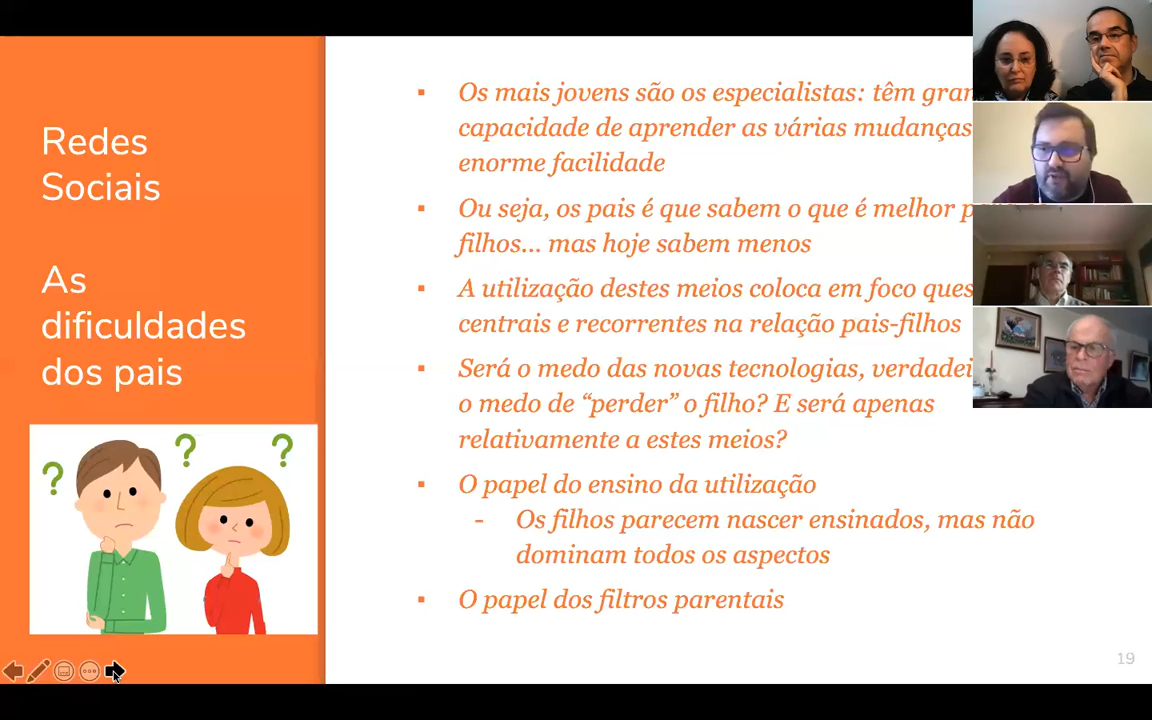 Redes
Sociais
As
dificuldades
dos pais
? ? ?
▪ Os mais jovens são os especialistas: têm
capacidade de aprender as várias mudanças
enorme facilidade
▪ Ou seja, os pais é que sabem o que é melhor
filhos... mas hoje sabem menos
▪ A utilização destes meios coloca em foco
centrais e recorrentes na relação pais-filhos
▪ Será o medo das novas tecnologias,
o medo de “perder” o filho? E será apenas
relativamente a estes meios?
▪ O papel do ensino da utilização
- Os filhos parecem nascer ensinados, mas não
dominam todos os aspectos
▪ O papel dos filtros parentais
19